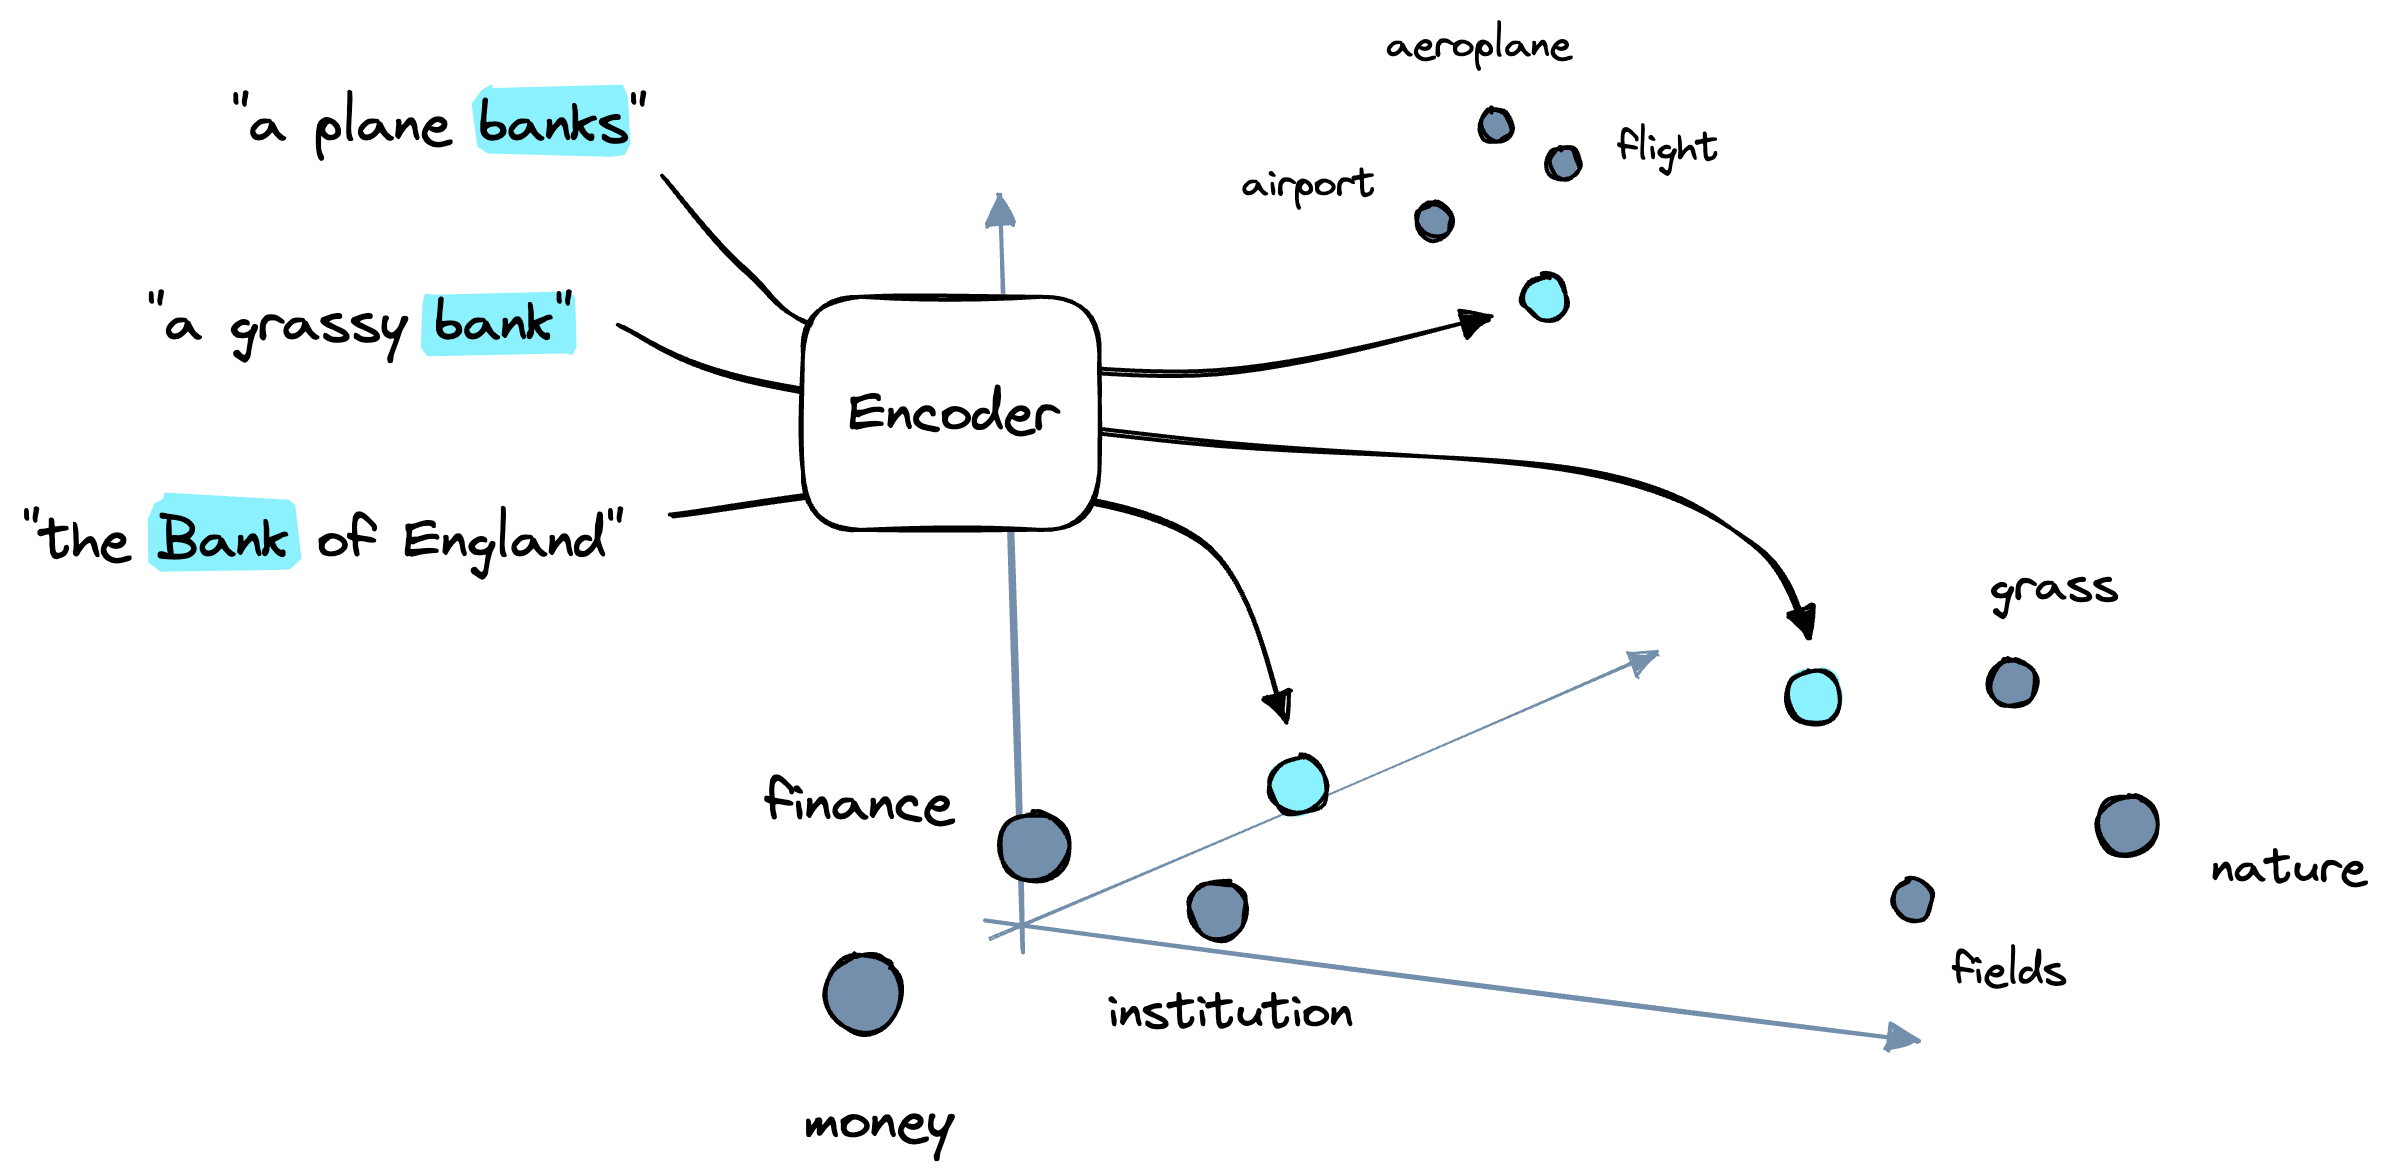 "a plane banks"
"a grassy bank"
"the Bank of England"
Encoder
aeroplane
flight
airport
grass
nature
fields
finance
institution
money